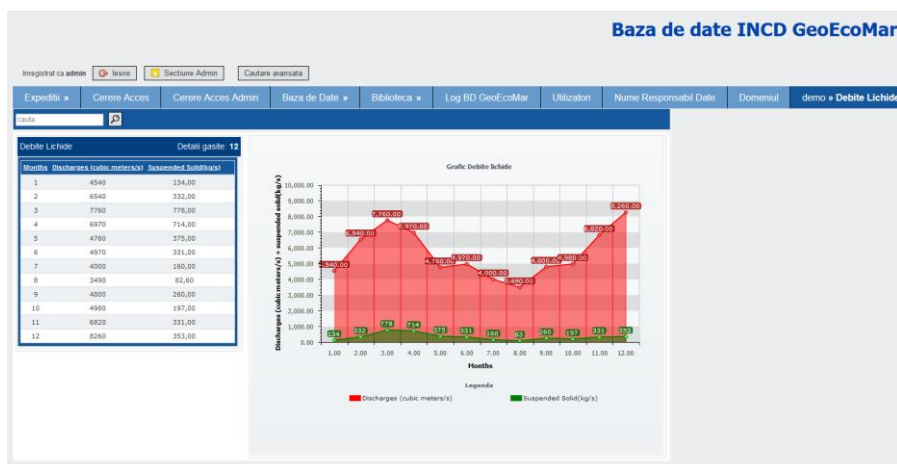 Baza de date INCD GeoEcoMar
Inregistrat ca admin Iesire Sectiune Admin Cautare avansata
Expeditii » Cerere Acces Cerere Acces Admin Baza de Date » Biblioteca » Log BD GeoEcoMar Utilizatori Nume Responsabil Date Domeniul demo » Debite Lichide
cauta
Debite Lichide Detalii gasite: 12
Months Discharges (cubic meters/s) Suspended Solid(kg/s)
1 4540 134,00
2 6540 332,00
3 7760 778,00
4 6970 714,00
5 4760 375,00
6 4970 331,00
7 4000 160,00
8 3490 82,60
9 4800 260,00
10 4980 197,00
11 6820 331,00
12 8260 353,00
Grafic Debite lichide
Discharges (cubic meters/s) + suspended solid(kg/s)
10,000.00
9,000.00
8,000.00
7,000.00
6,000.00
5,000.00
4,000.00
3,000.00
2,000.00
1,000.00
0.00
7,760.00 6,970.00 4,760.00 4,970.00 4,000.00 3,490.00 4,800.00 4,980.00 6,820.00 8,260.00
134 332 778 714 375 331 160 83 260 197 331 353
1.00 2.00 3.00 4.00 5.00 6.00 7.00 8.00 9.00 10.00 11.00 12.00
Months
Legenda
Discharges (cubic meters/s) Suspended Solid(kg/s)